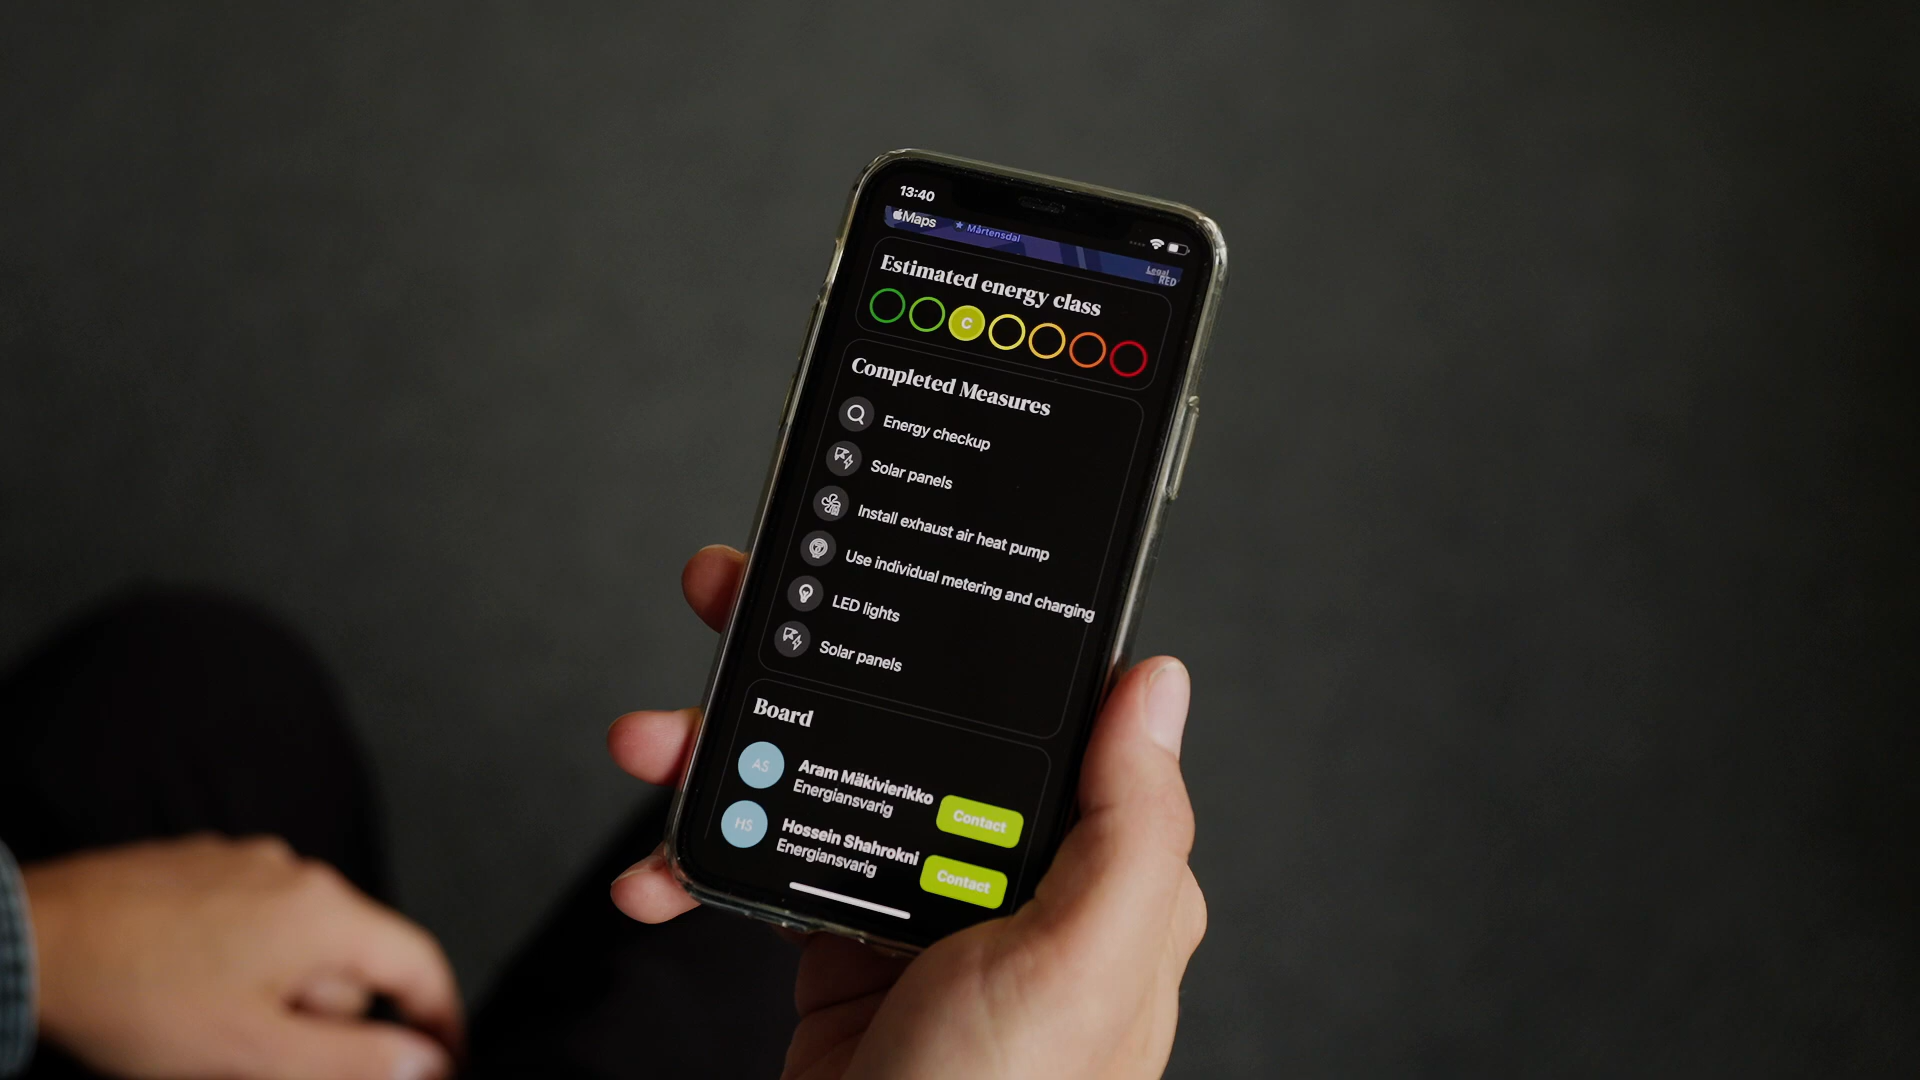 13:40
Maps
Mårtensdal
Legal
RED
Estimated energy class
C
Completed Measures
Energy checkup
Solar panels
Install exhaust air heat pump
Use individual metering and charging
LED lights
Solar panels
Board
AS
Aram Mäkivierikko
Energiansvarig
Contact
HS
Hossein Shahrokni
Energiansvarig
Contact